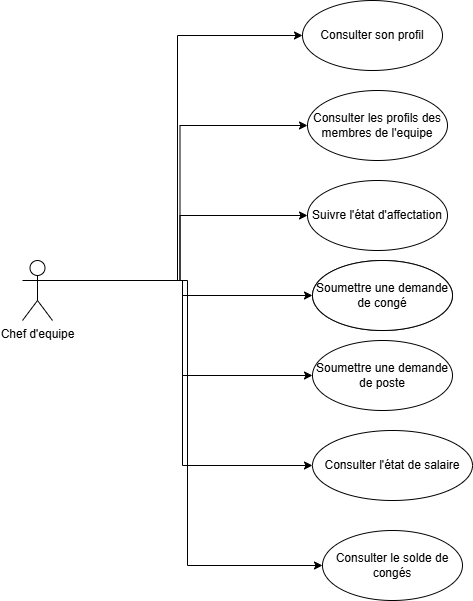 Consulter son profil
Consulter les profils des
membres de l'equipe
Suivre l'état d'affectation
Soumettre une demande
de congé
Chef d'equipe
Soumettre une demande
de poste
Consulter l'état de salaire
Consulter le solde de
congés